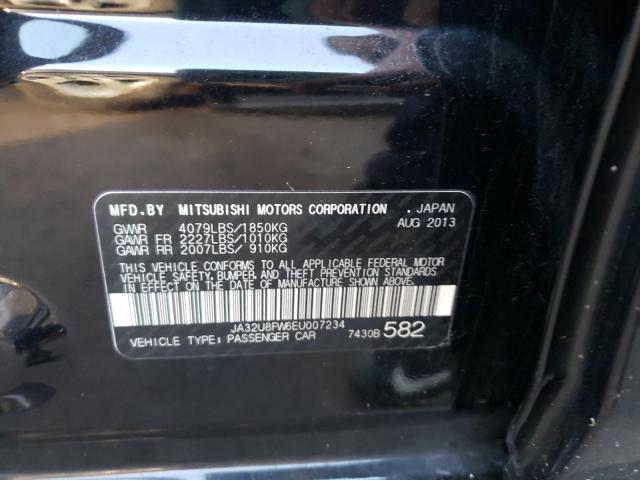 MFD.BY MITSUBISHI MOTORS CORPORATION , JAPAN
GVWR 4079LBS/1850KG AUG 2013
GAWR FR 2227LBS/1010KG
GAWR RR 2007LBS/ 910KG
THIS VEHICLE CONFORMS TO ALL APPLICABLE FEDERAL MOTOR
VEHICLE SAFETY, BUMPER, AND THEFT PREVENTION STANDARDS
IN EFFECT ON THE DATE OF MANUFACTURE SHOWN ABOVE.
JA32U8FW6EU007234
VEHICLE TYPE: PASSENGER CAR 7430B 582